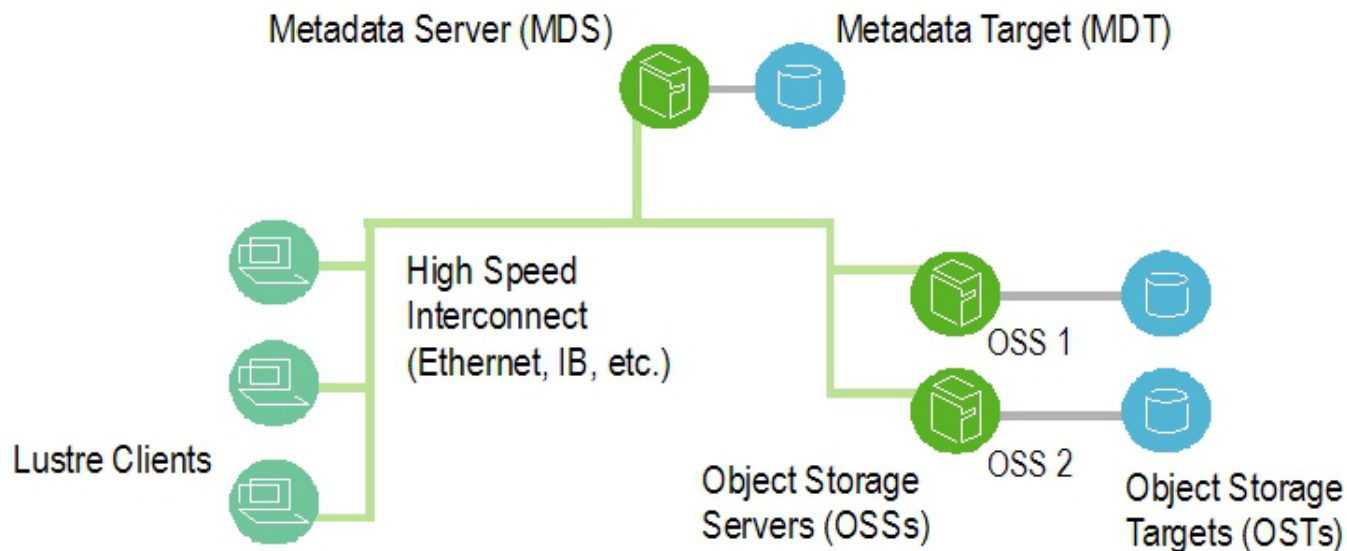 Metadata Server (MDS)
Metadata Target (MDT)
High Speed
Interconnect
(Ethernet, IB, etc.)
OSS 1
Lustre Clients
OSS 2
Object Storage
Servers (OSSs)
Object Storage
Targets (OSTs)